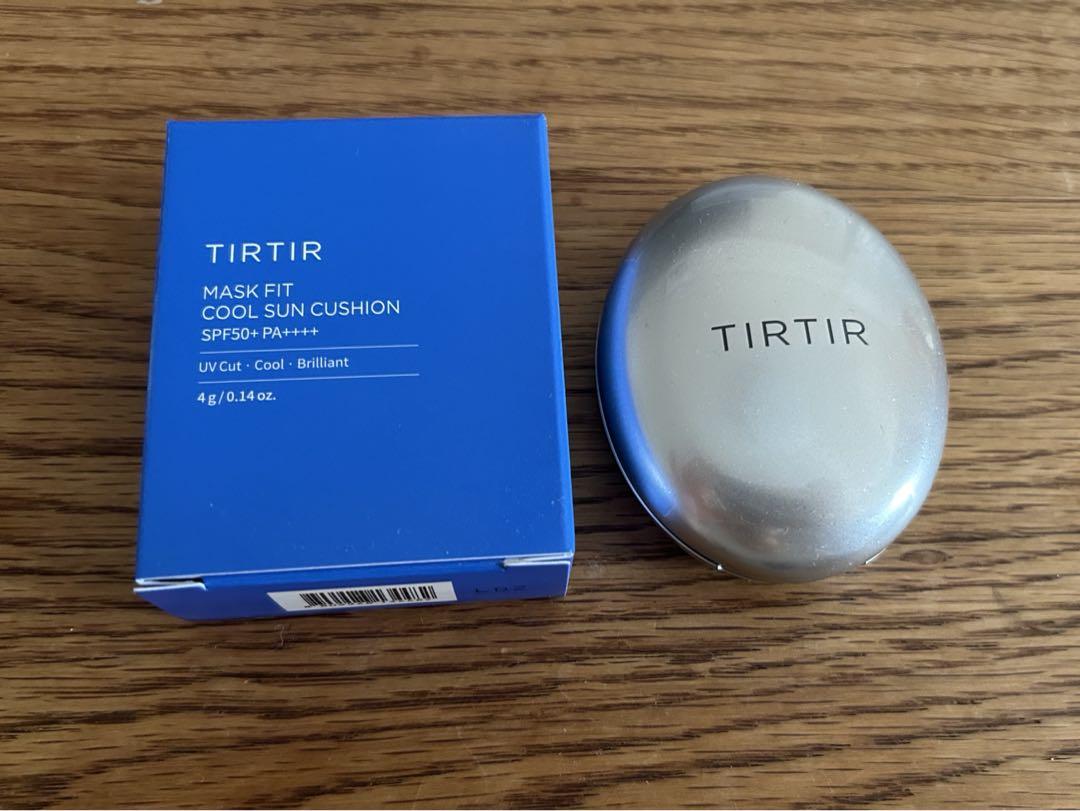 TIRTIR
MASK FIT
COOL SUN CUSHION
SPF50+ PA++++
UV Cut · Cool · Brilliant
4 g / 0.14 oz.
TIRTIR